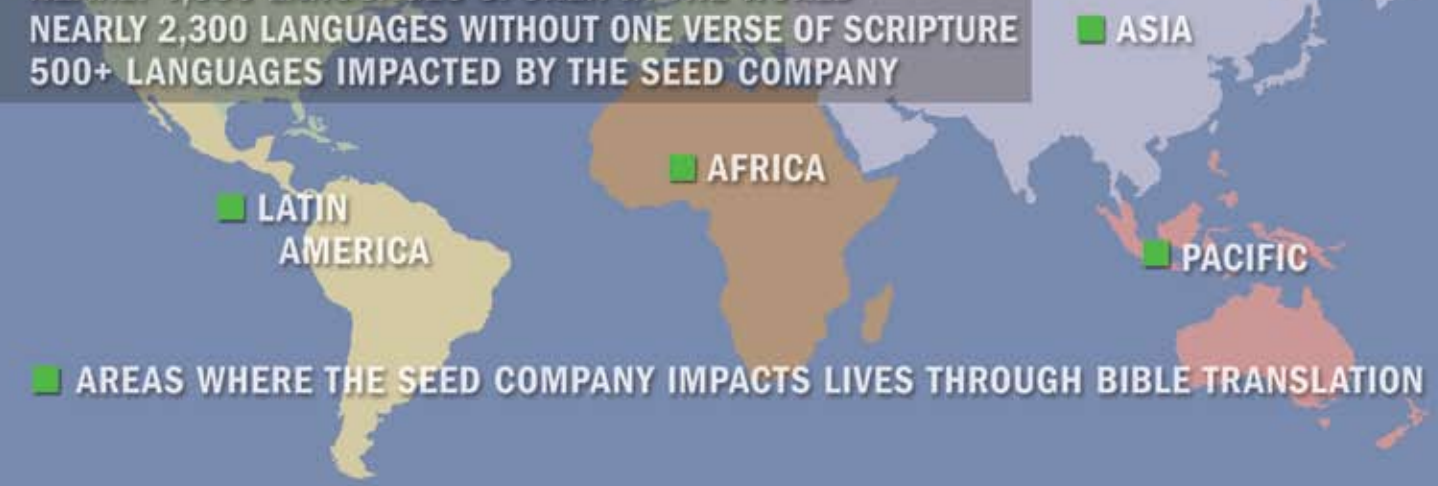 NEARLY 2,300 LANGUAGES WITHOUT ONE VERSE OF SCRIPTURE
500+ LANGUAGES IMPACTED BY THE SEED COMPANY
ASIA
AFRICA
LATIN
AMERICA
PACIFIC
AREAS WHERE THE SEED COMPANY IMPACTS LIVES THROUGH BIBLE TRANSLATION